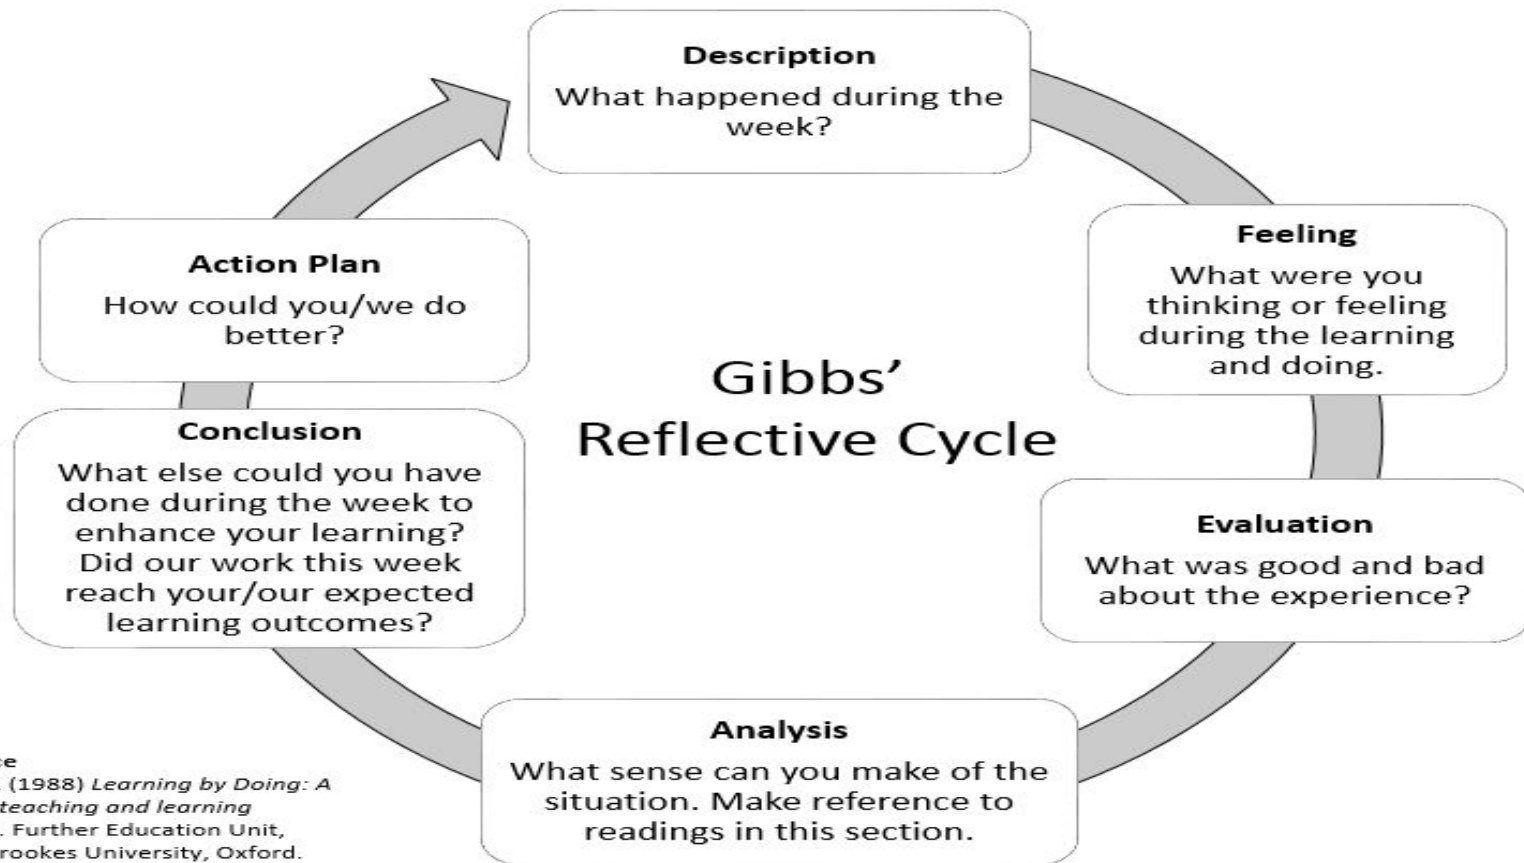 Description
What happened during the
week?
Feeling
What were you
thinking or feeling
during the learning
and doing.
Evaluation
What was good and bad
about the experience?
Analysis
What sense can you make of the
situation. Make reference to
readings in this section.
Conclusion
What else could you have
done during the week to
enhance your learning?
Did our work this week
reach your/our expected
learning outcomes?
Action Plan
How could you/we do
better?
Gibbs’
Reflective Cycle
(1988) Learning by Doing: A
teaching and learning
. Further Education Unit,
University, Oxford.